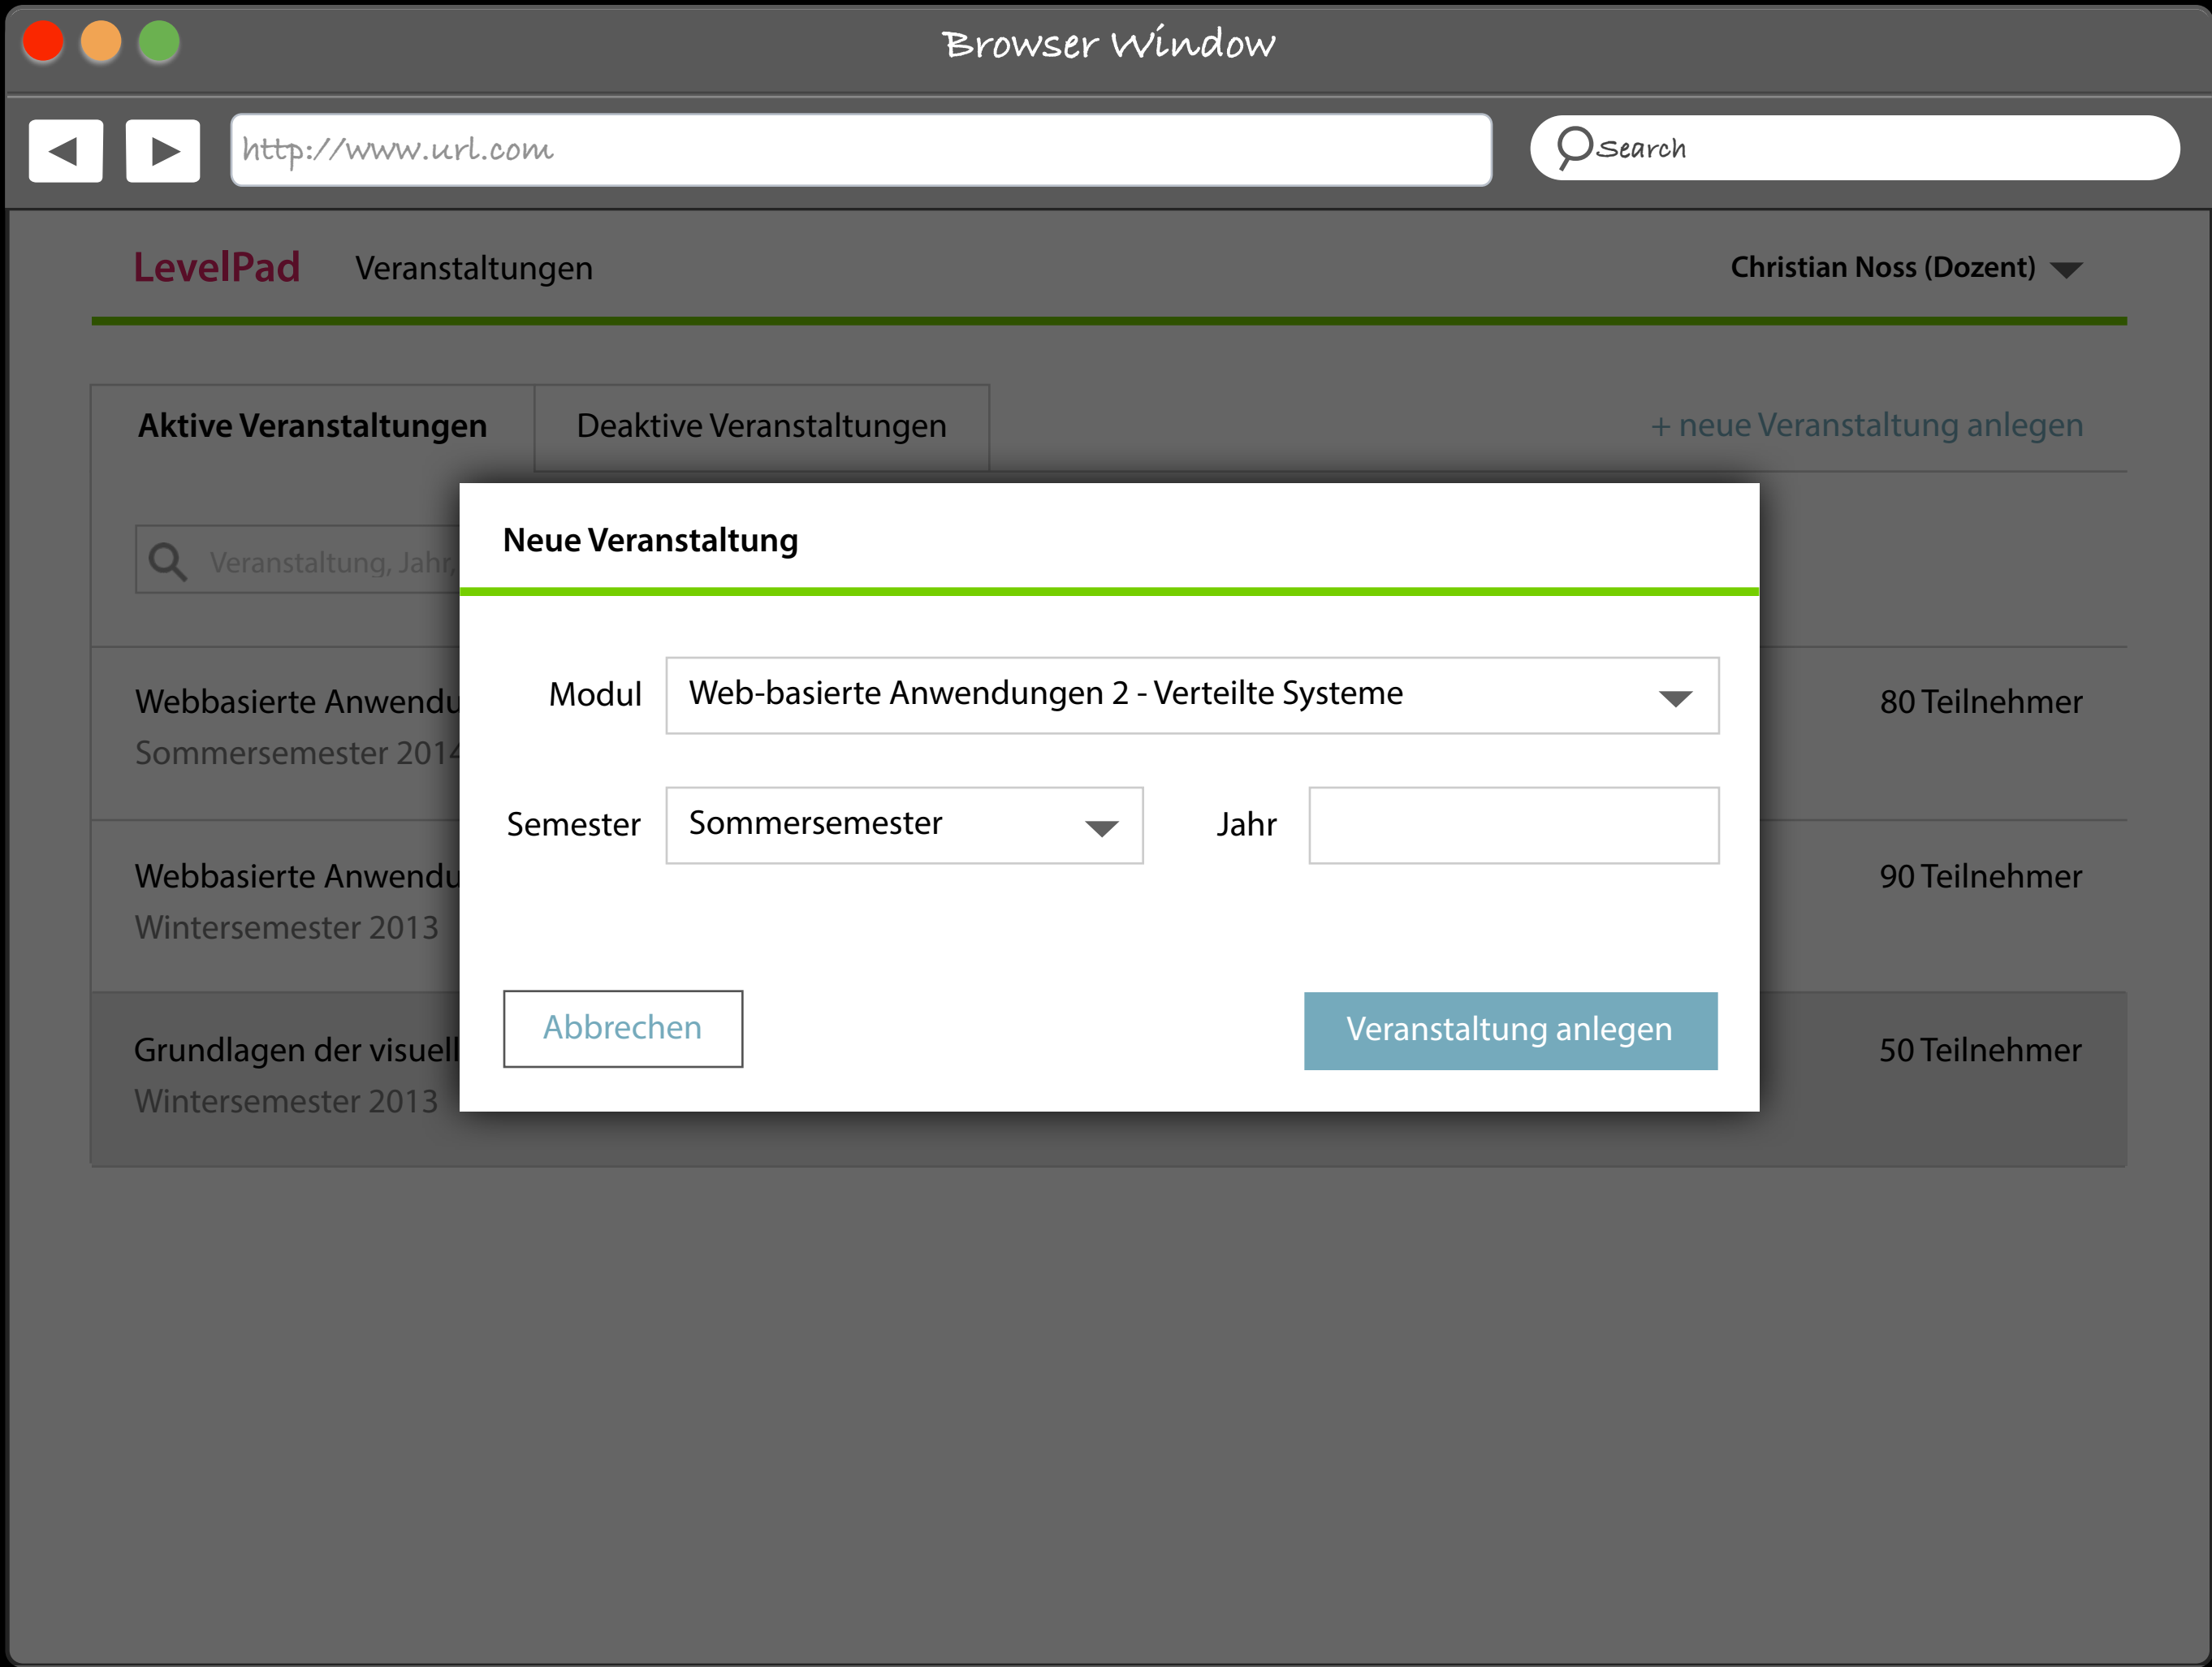 Browser Window
http://www.url.com
Search
LevelPad Veranstaltungen Christian Noss (Dozent)
Aktive Veranstaltungen Deaktive Veranstaltungen + neue Veranstaltung anlegen
Veranstaltung, Jahr,
Neue Veranstaltung
Modul Web-basierte Anwendungen 2 - Verteilte Systeme
Semester Sommersemester Jahr
Abbrechen Veranstaltung anlegen
Webbasierte Anwendu 80 Teilnehmer
Sommersemester 2014
Webbasierte Anwendu 90 Teilnehmer
Wintersemester 2013
Grundlagen der visuell 50 Teilnehmer
Wintersemester 2013